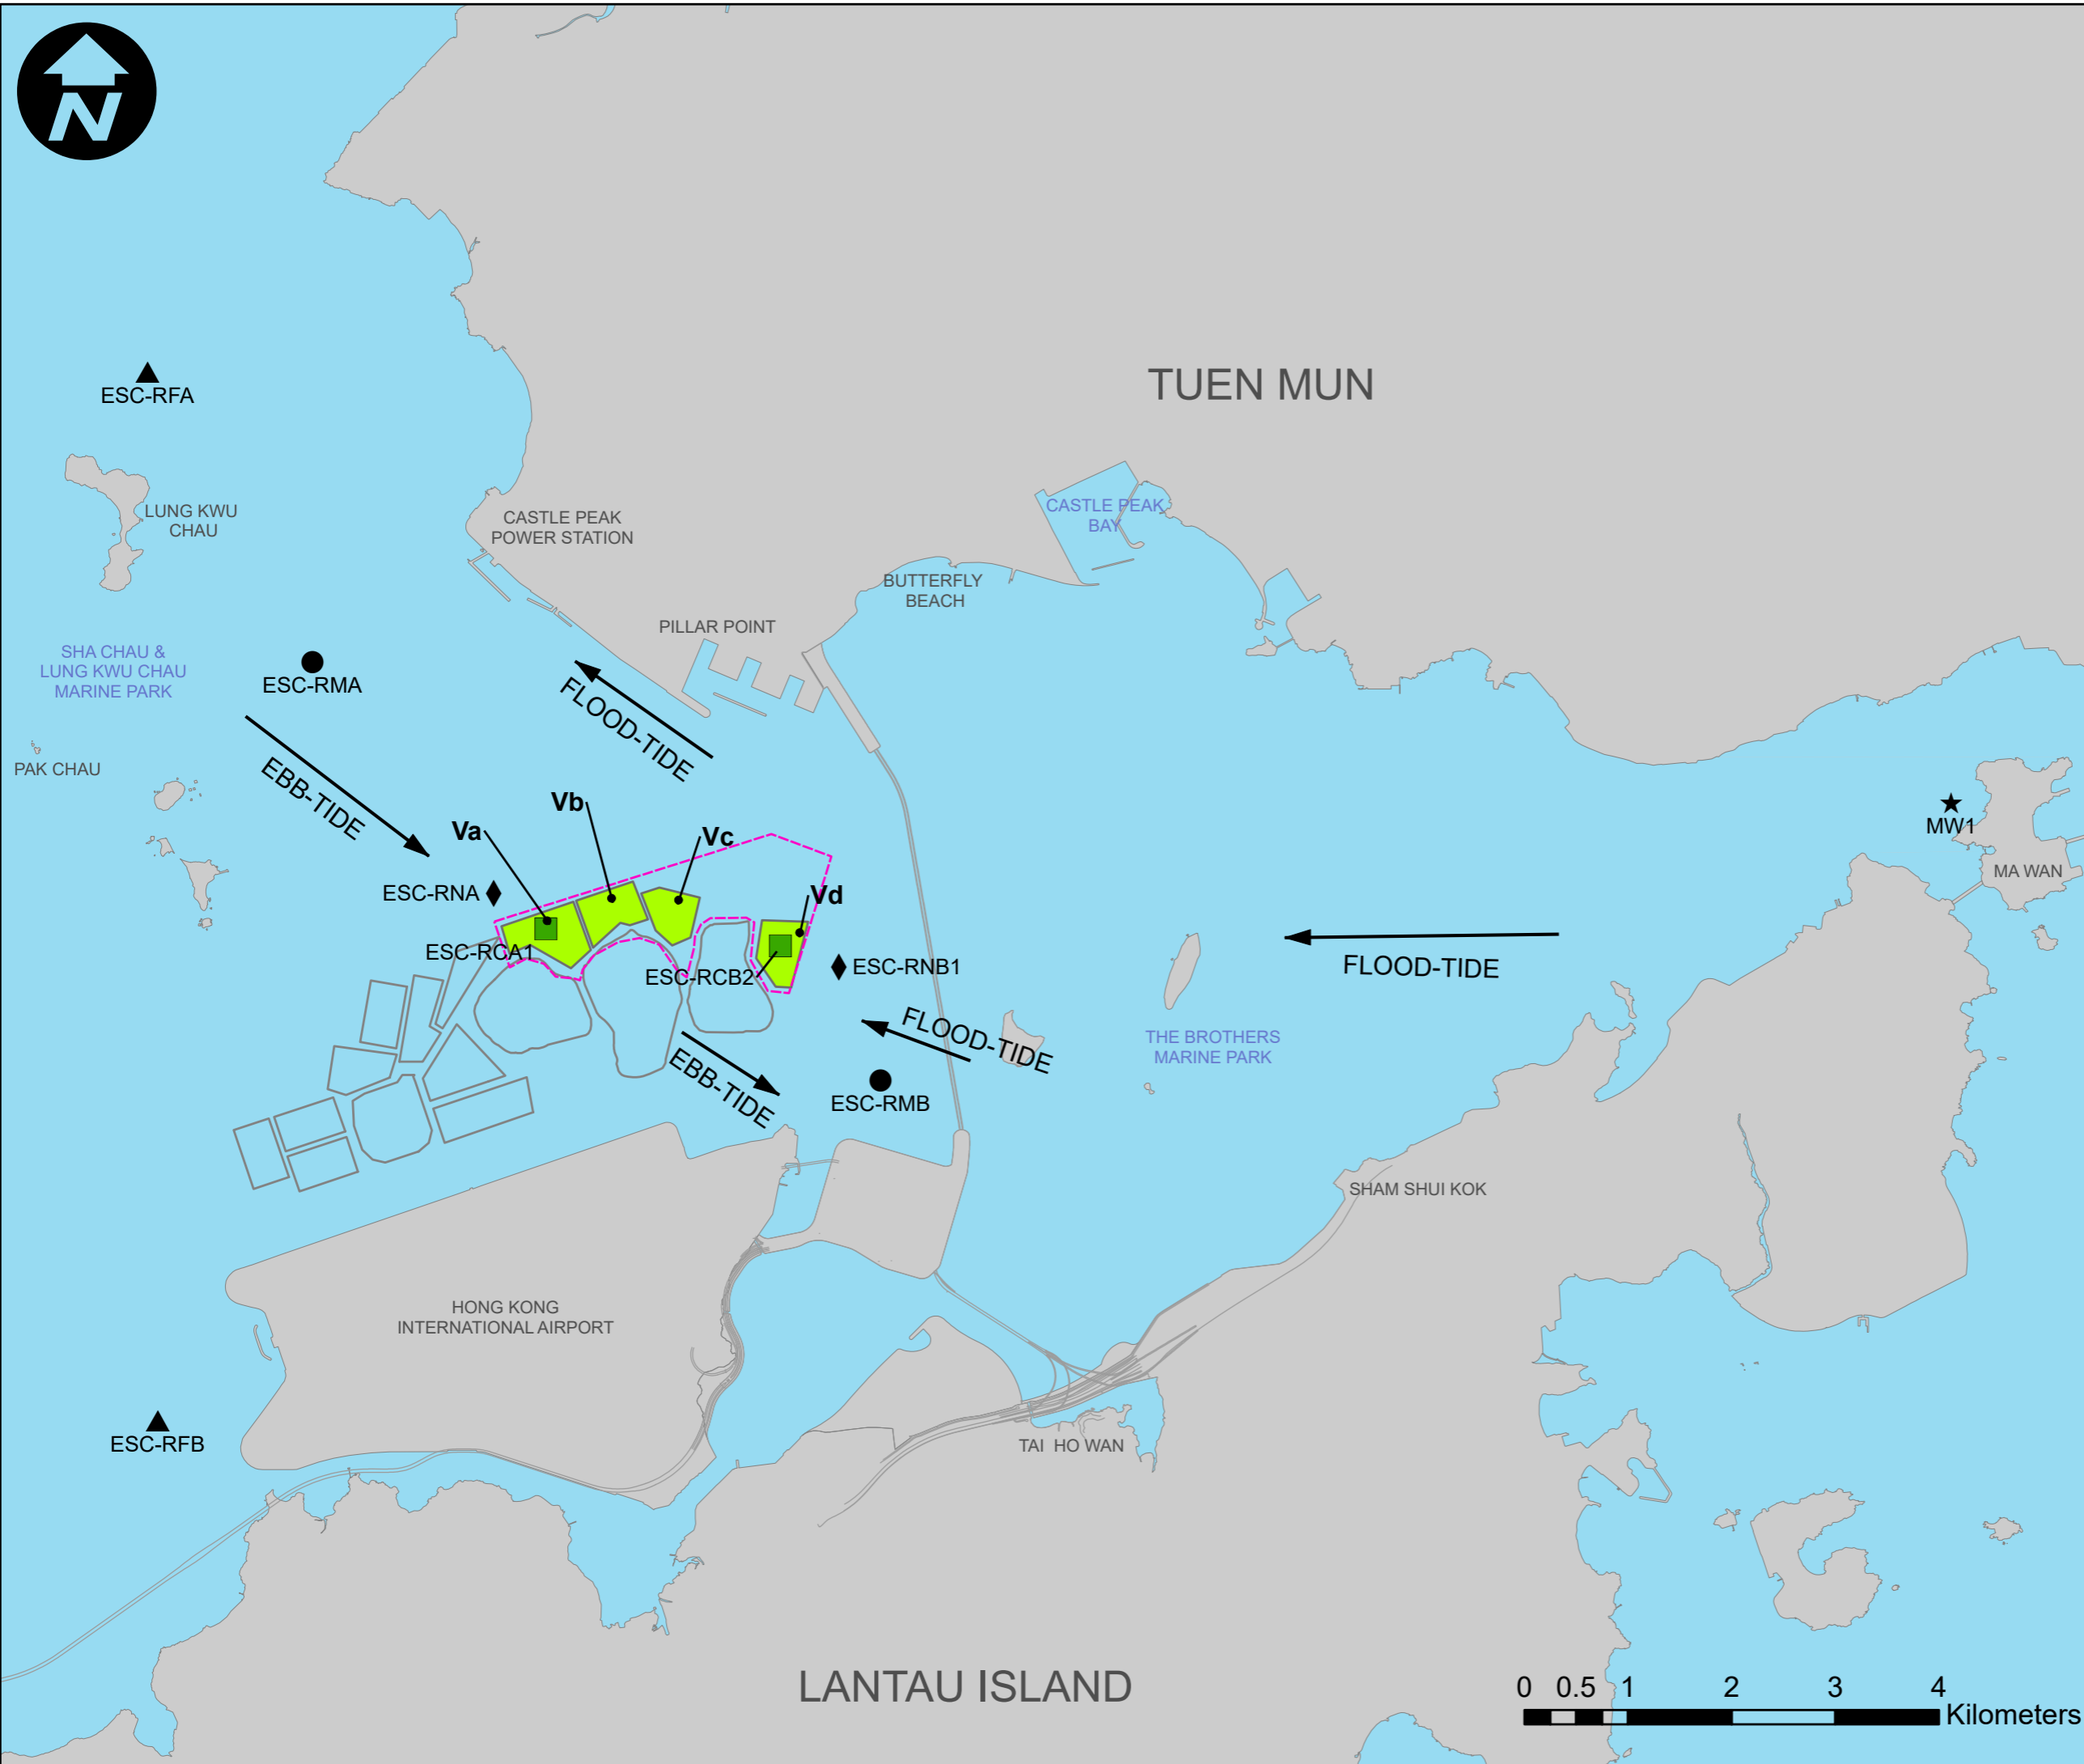 N
TUEN MUN
ESC-RFA
LUNG KWU
CHAU
CASTLE PEAK
POWER STATION
CASTLE PEAK
BAY
BUTTERFLY
BEACH
PILLAR POINT
SHA CHAU &
LUNG KWU CHAU
MARINE PARK
ESC-RMA
FLOOD-TIDE
PAK CHAU
EBB-TIDE
Vb
Va
Vc
MW1
MA WAN
ESC-RNA
Vd
ESC-RCA1
ESC-RCB2
ESC-RNB1
FLOOD-TIDE
FLOOD-TIDE
THE BROTHERS
MARINE PARK
EBB-TIDE
ESC-RMB
SHAM SHUI KOK
HONG KONG
INTERNATIONAL AIRPORT
ESC-RFB
TAI HO WAN
LANTAU ISLAND
0 0.5 1 2 3 4
Kilometers